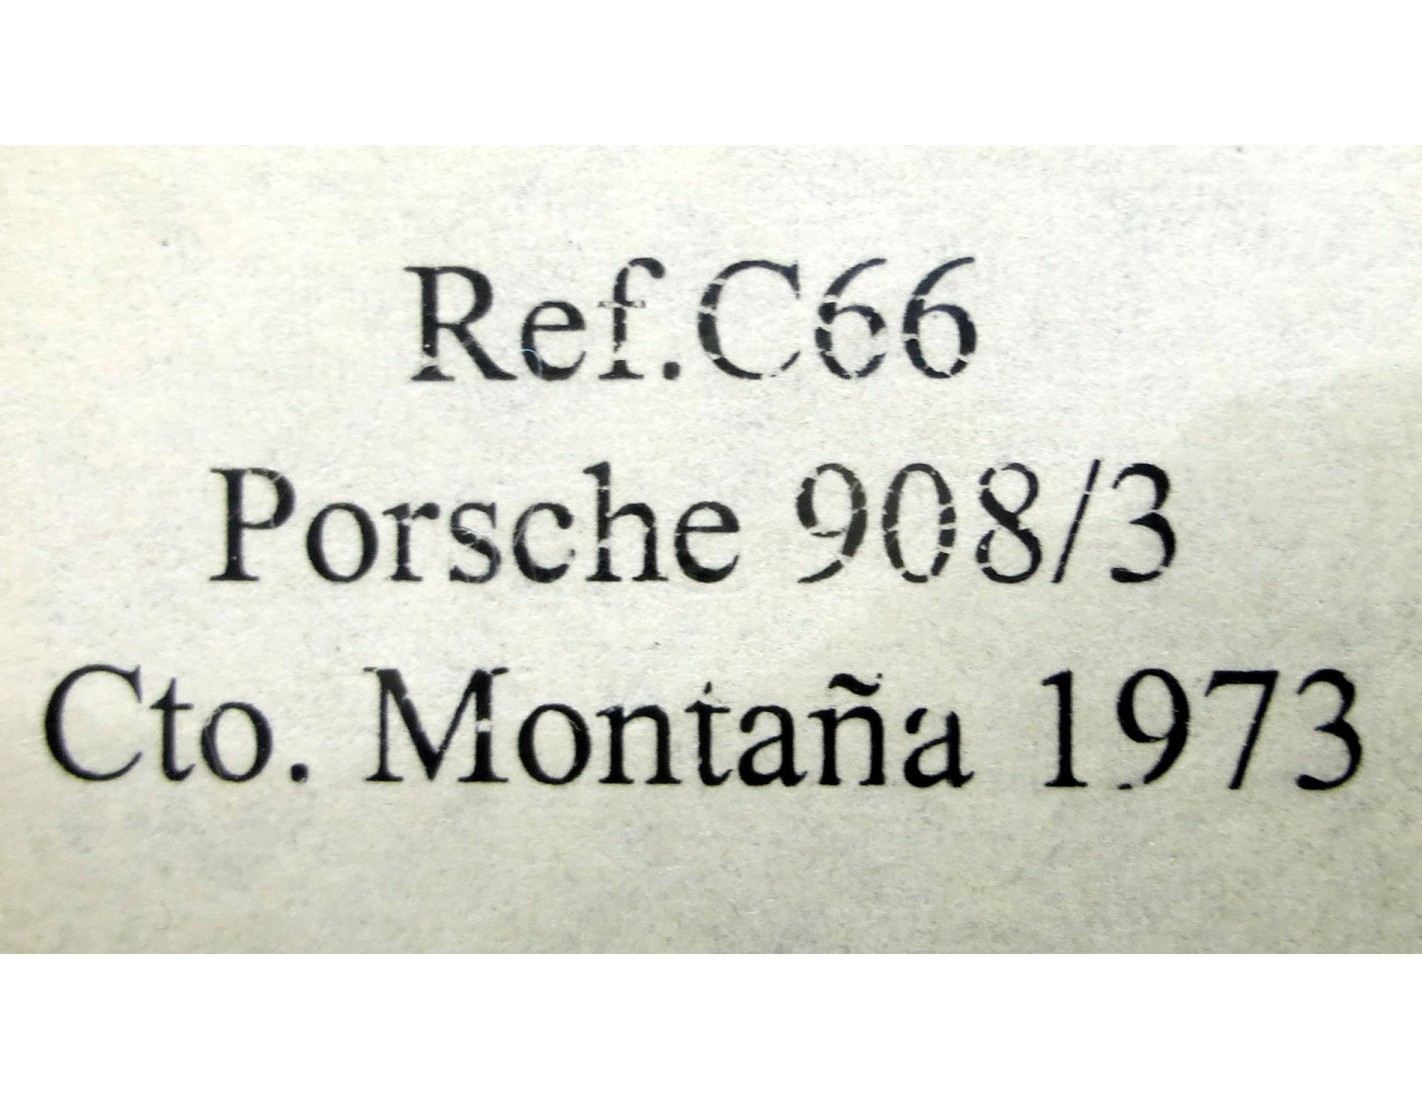 Ref.C66
Porsche 908/3
Cto. Montaña 1973